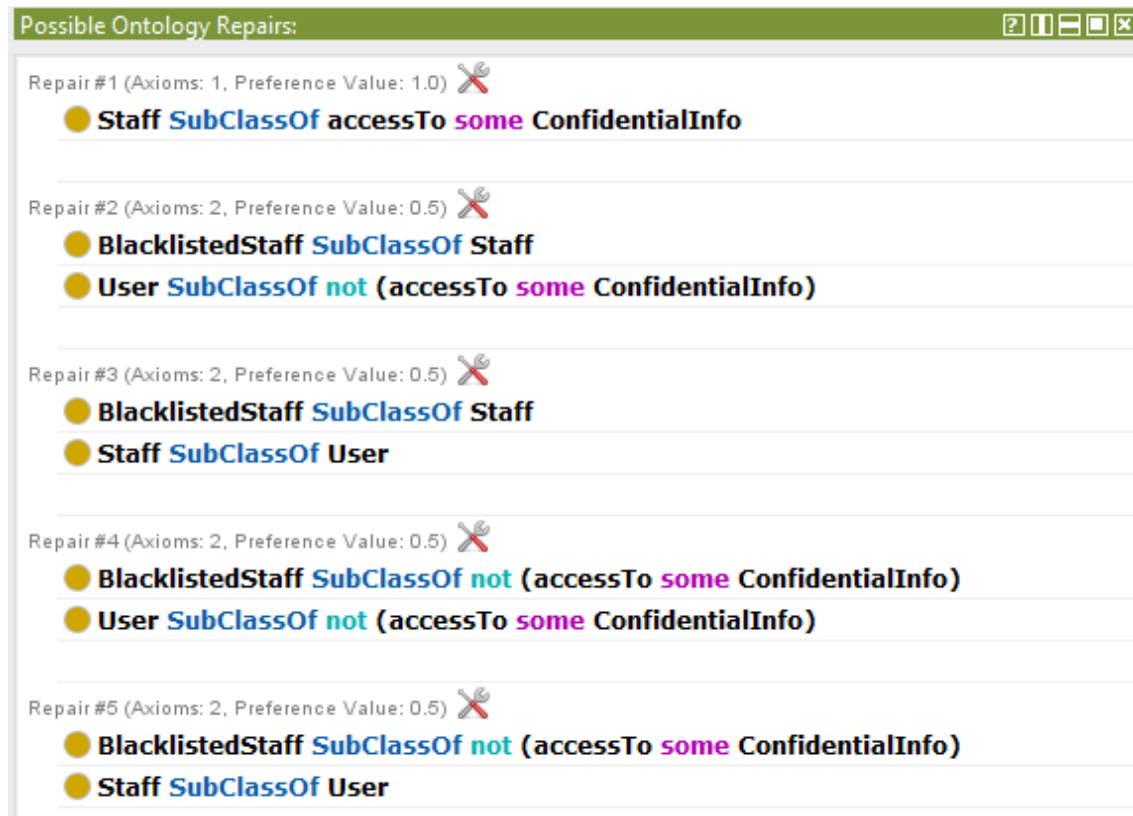 Possible Ontology Repairs:
Repair #1 (Axioms: 1, Preference Value: 1.0)
Staff SubClassOf accessTo some ConfidentialInfo
Repair #2 (Axioms: 2, Preference Value: 0.5)
BlacklistedStaff SubClassOf Staff
User SubClassOf not (accessTo some ConfidentialInfo)
Repair #3 (Axioms: 2, Preference Value: 0.5)
BlacklistedStaff SubClassOf Staff
Staff SubClassOf User
Repair #4 (Axioms: 2, Preference Value: 0.5)
BlacklistedStaff SubClassOf not (accessTo some ConfidentialInfo)
User SubClassOf not (accessTo some ConfidentialInfo)
Repair #5 (Axioms: 2, Preference Value: 0.5)
BlacklistedStaff SubClassOf not (accessTo some ConfidentialInfo)
Staff SubClassOf User